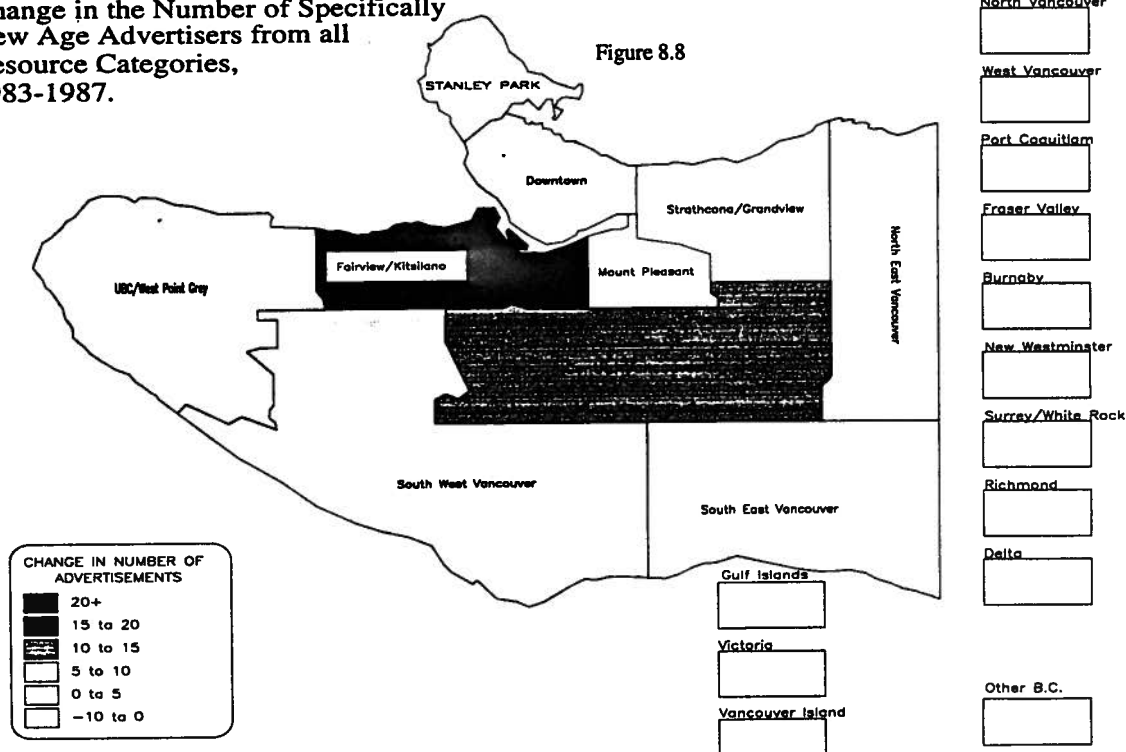 hange in the Number of Specifically
ew Age Advertisers from all
esource Categories,
983-1987.
Figure 8.8
STANLEY PARK
Downtown
Strathcona/Grandview
North East Vancouver
Fairview/Kitsilano
Mount Pleasant
UBC/West Point Grey
South West Vancouver
South East Vancouver
CHANGE IN NUMBER OF
ADVERTISEMENTS
20+
15 to 20
10 to 15
5 to 10
0 to 5
-10 to 0
Gulf Islands
Victoria
Vancouver Island
North Vancouver
West Vancouver
Port Coquitlam
Fraser Valley
Burnaby
New Westminster
Surrey/White Rock
Richmond
Delta
Other B.C.